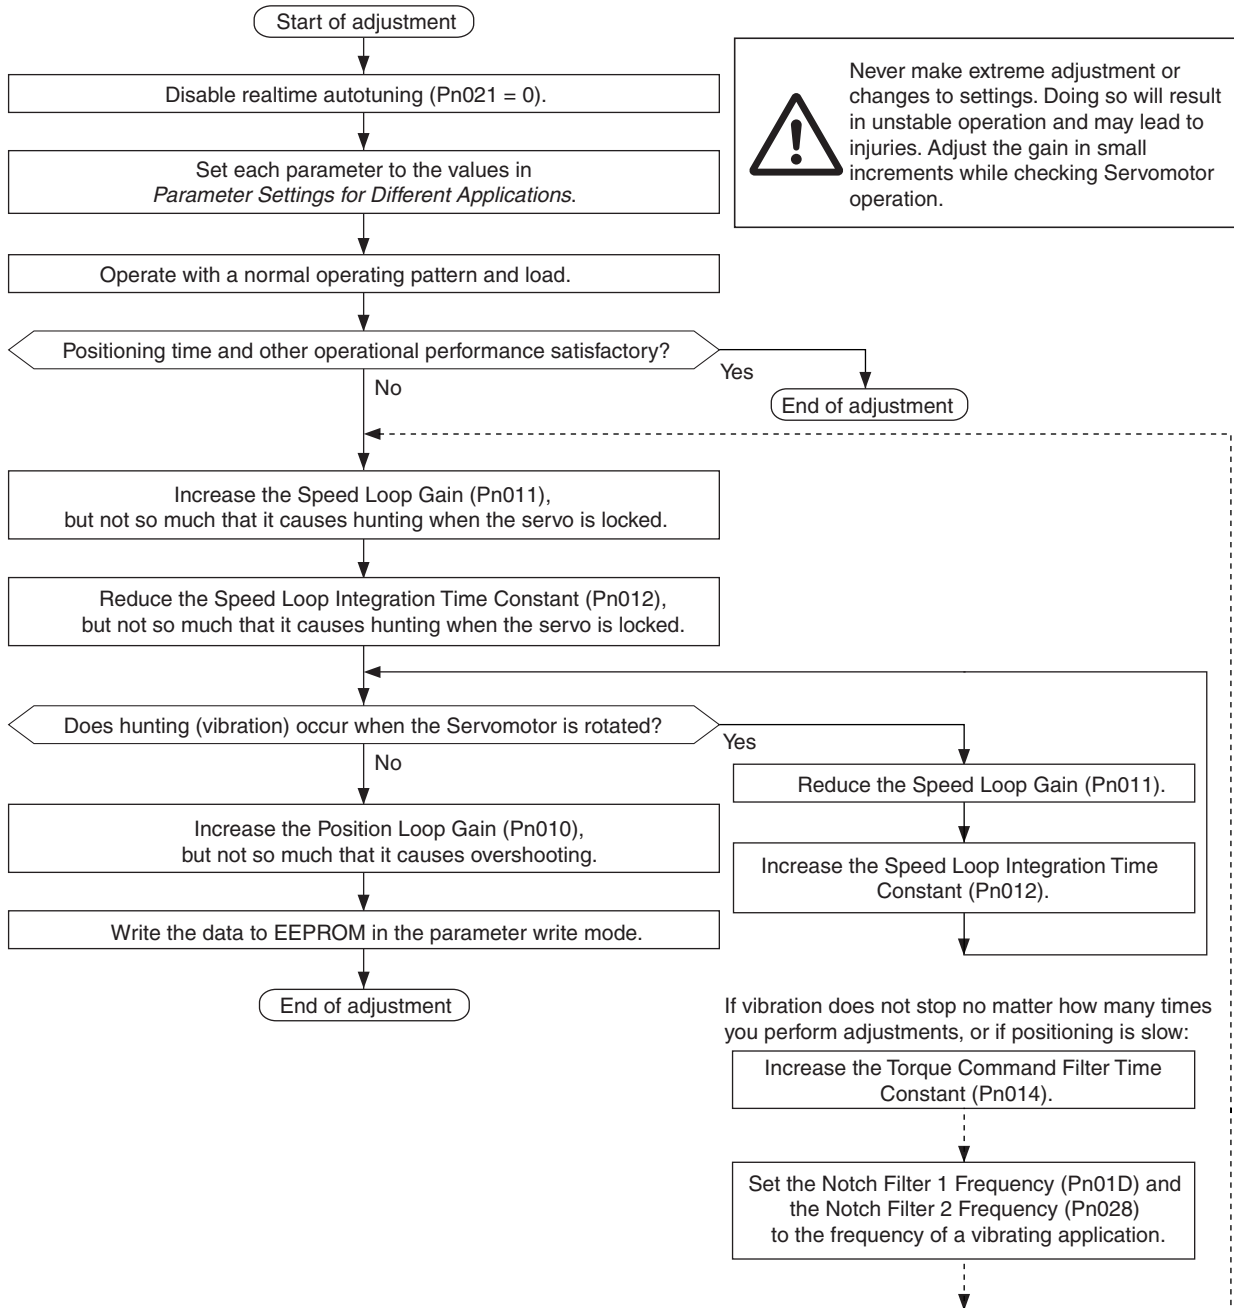 Start of adjustment
Disable realtime autotuning (Pn021 = 0).
Set each parameter to the values in
Parameter Settings for Different Applications.
Operate with a normal operating pattern and load.
Never make extreme adjustment or
changes to settings. Doing so will result
in unstable operation and may lead to
injuries. Adjust the gain in small
increments while checking Servomotor
operation.
Positioning time and other operational performance satisfactory?
Yes
No
End of adjustment
Increase the Speed Loop Gain (Pn011),
but not so much that it causes hunting when the servo is locked.
Reduce the Speed Loop Integration Time Constant (Pn012),
but not so much that it causes hunting when the servo is locked.
Does hunting (vibration) occur when the Servomotor is rotated?
Yes
No
Reduce the Speed Loop Gain (Pn011).
Increase the Speed Loop Integration Time
Constant (Pn012).
Increase the Position Loop Gain (Pn010),
but not so much that it causes overshooting.
Write the data to EEPROM in the parameter write mode.
End of adjustment
If vibration does not stop no matter how many times
you perform adjustments, or if positioning is slow:
Increase the Torque Command Filter Time
Constant (Pn014).
Set the Notch Filter 1 Frequency (Pn01D) and
the Notch Filter 2 Frequency (Pn028)
to the frequency of a vibrating application.